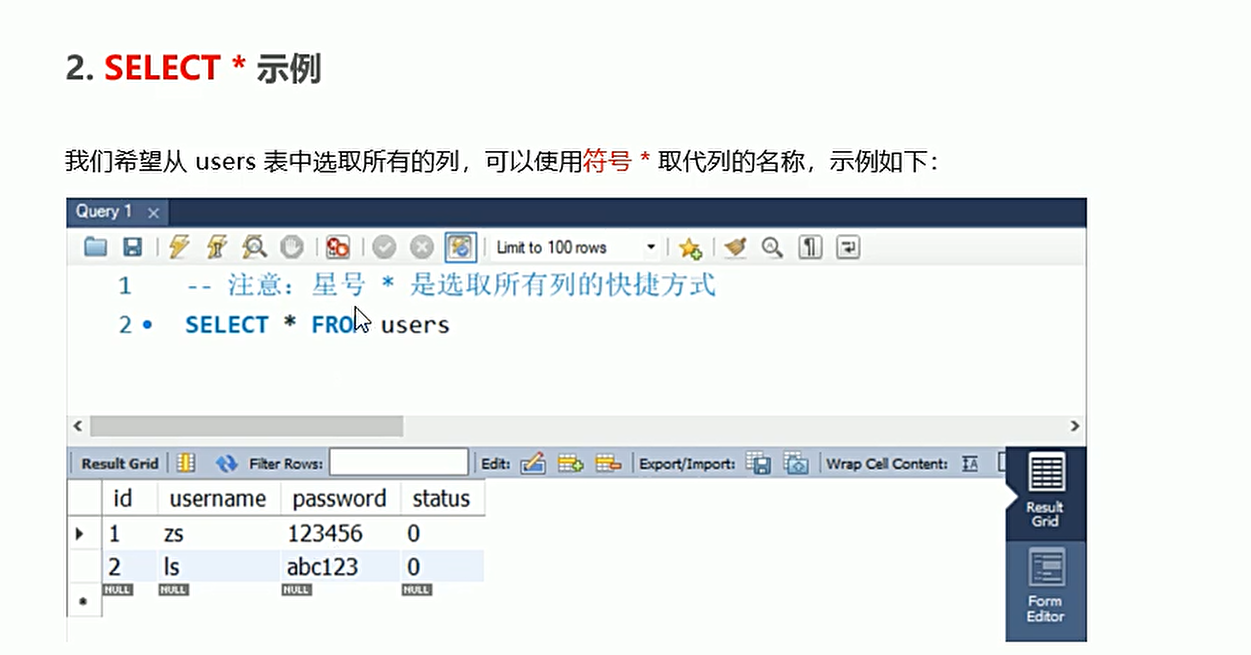 2. SELECT * 示例
我们希望从 users 表中选取所有的列，可以使用符号 * 取代列的名称，示例如下：
Query 1
Limit to 100 rows
1 -- 注意：星号 * 是选取所有列的快捷方式
2 SELECT * FROM users
Result Grid Filter Rows: Edit: Export/Import: Wrap Cell Content:
id username password status
1 zs 123456 0
2 ls abc123 0
NULL NULL NULL NULL
Result
Grid
Form
Editor